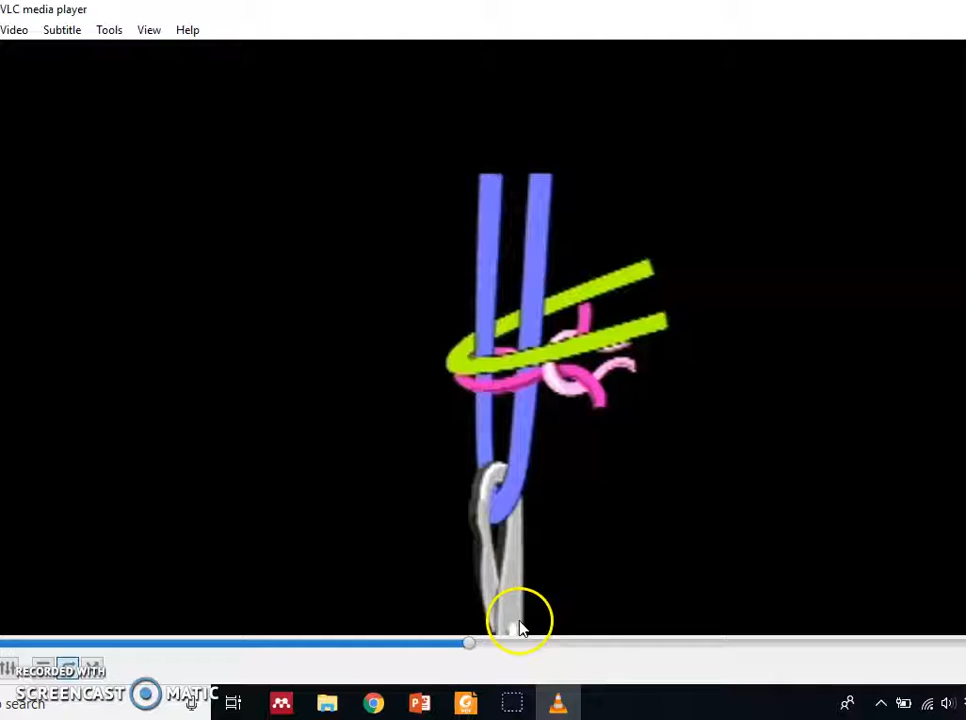 VLC media player
Video Subtitle Tools View Help
RECORDED WITH
SCREENCAST MATIC
search